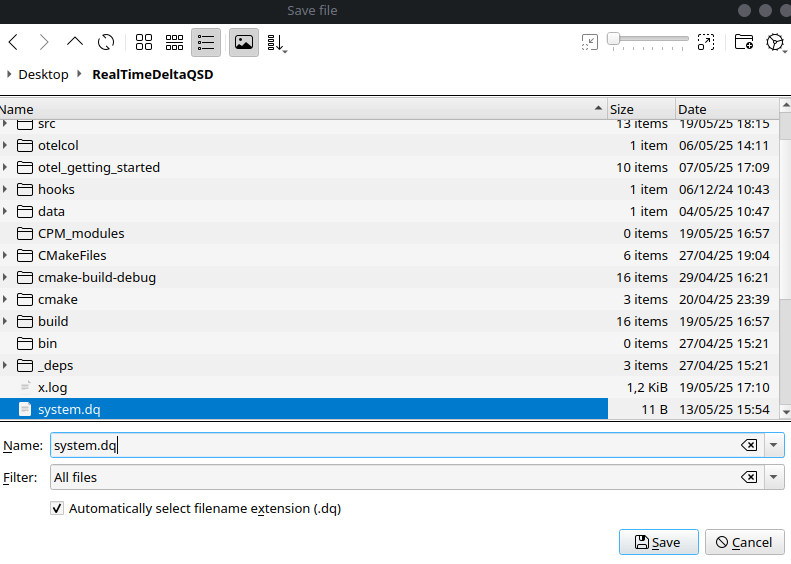 Save file
Desktop RealTimeDeltaQSD
Name Size Date
src 13 items 19/05/25 18:15
otelcol 1 item 06/05/25 14:11
otel_getting_started 10 items 07/05/25 17:09
hooks 1 item 06/12/24 10:43
data 1 item 04/05/25 10:47
CPM_modules 0 items 19/05/25 16:57
CMakeFiles 6 items 27/04/25 19:04
cmake-build-debug 16 items 29/04/25 16:21
cmake 3 items 20/04/25 23:39
build 16 items 19/05/25 16:57
bin 0 items 27/04/25 15:21
_deps 3 items 27/04/25 15:21
x.log 1,2 KiB 19/05/25 17:10
system.dq 11 B 13/05/25 15:54
Name: system.dq
Filter: All files
Automatically select filename extension (.dq)
Save Cancel